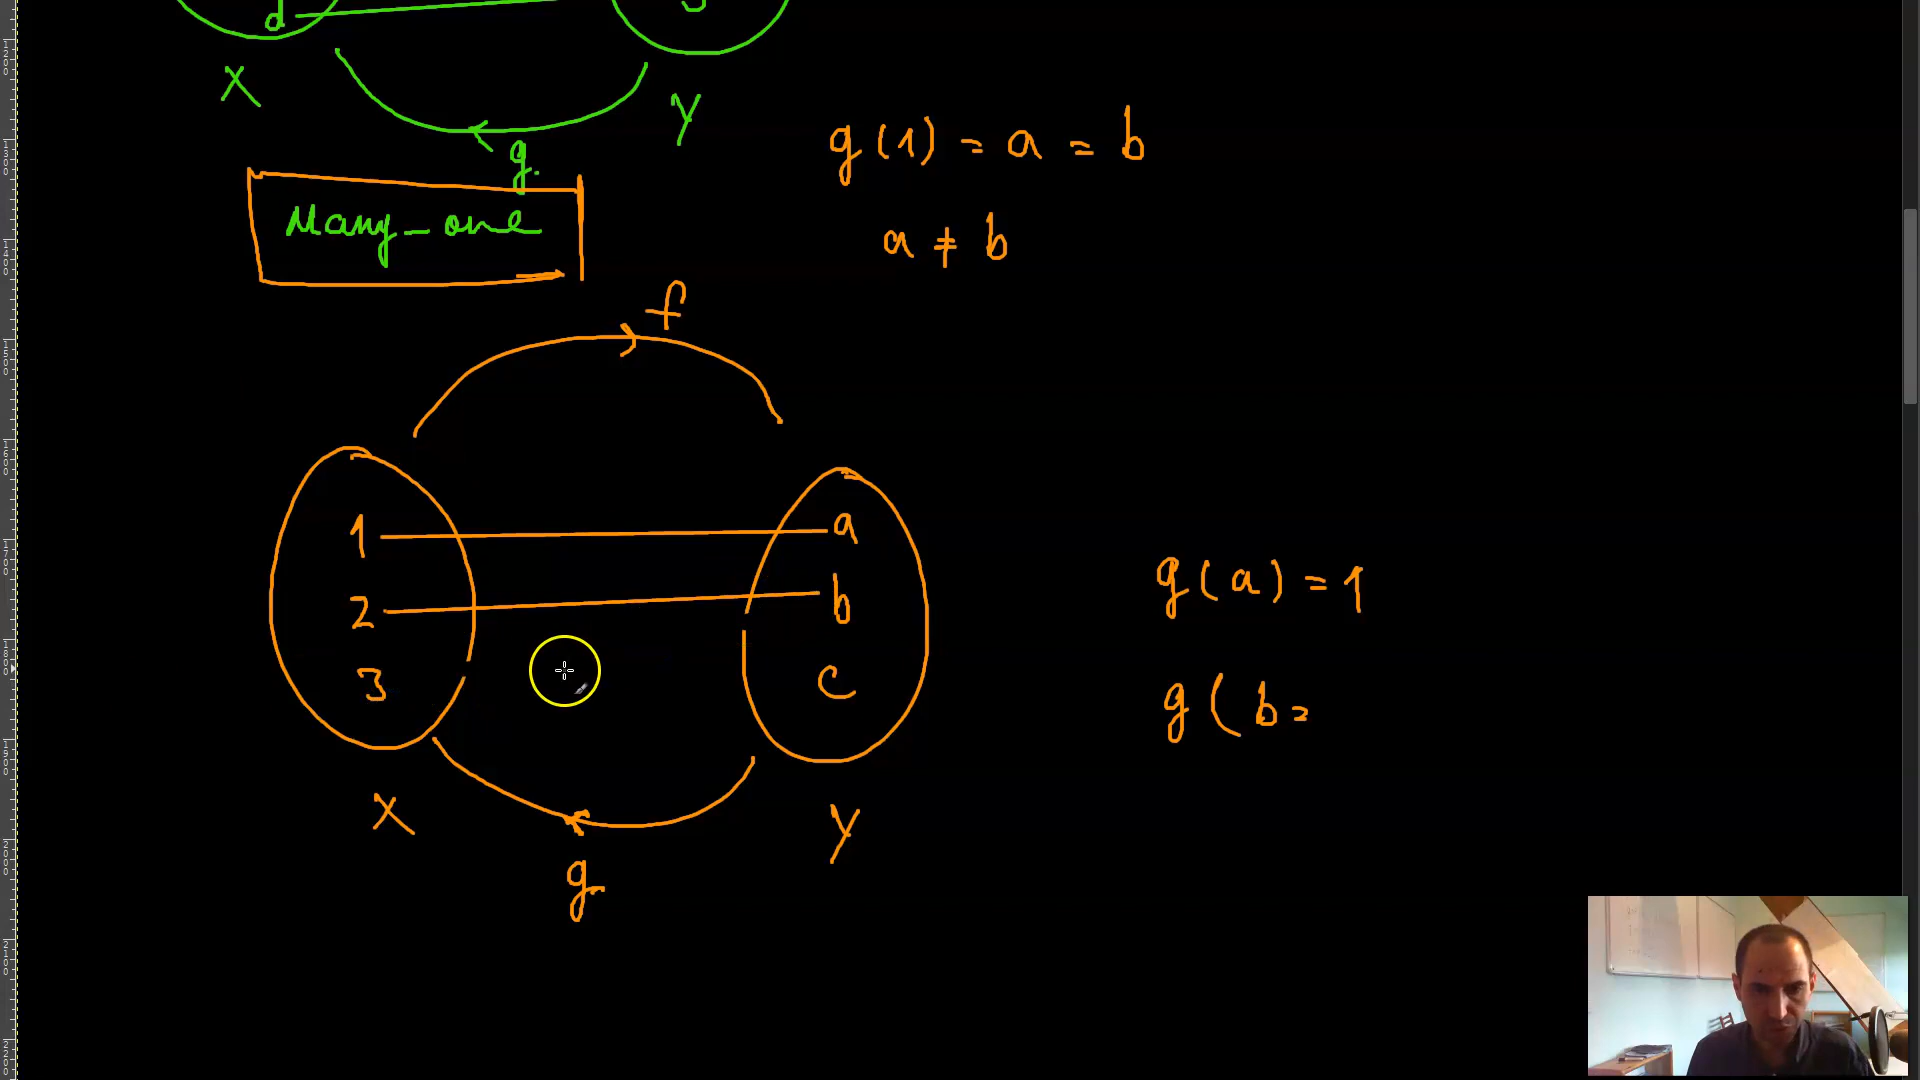 d
X
Y
g.
g(1) = a = b
Many-one
a ≠ b
f
1 a
2 b
3 c
g(a) = 1
g( b=
X Y
g